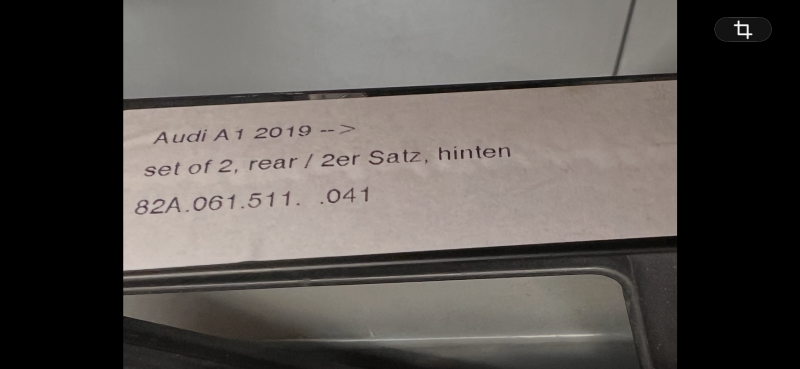 Audi A1 2019 -->
set of 2, rear / 2er Satz, hinten
82A.061.511. .041